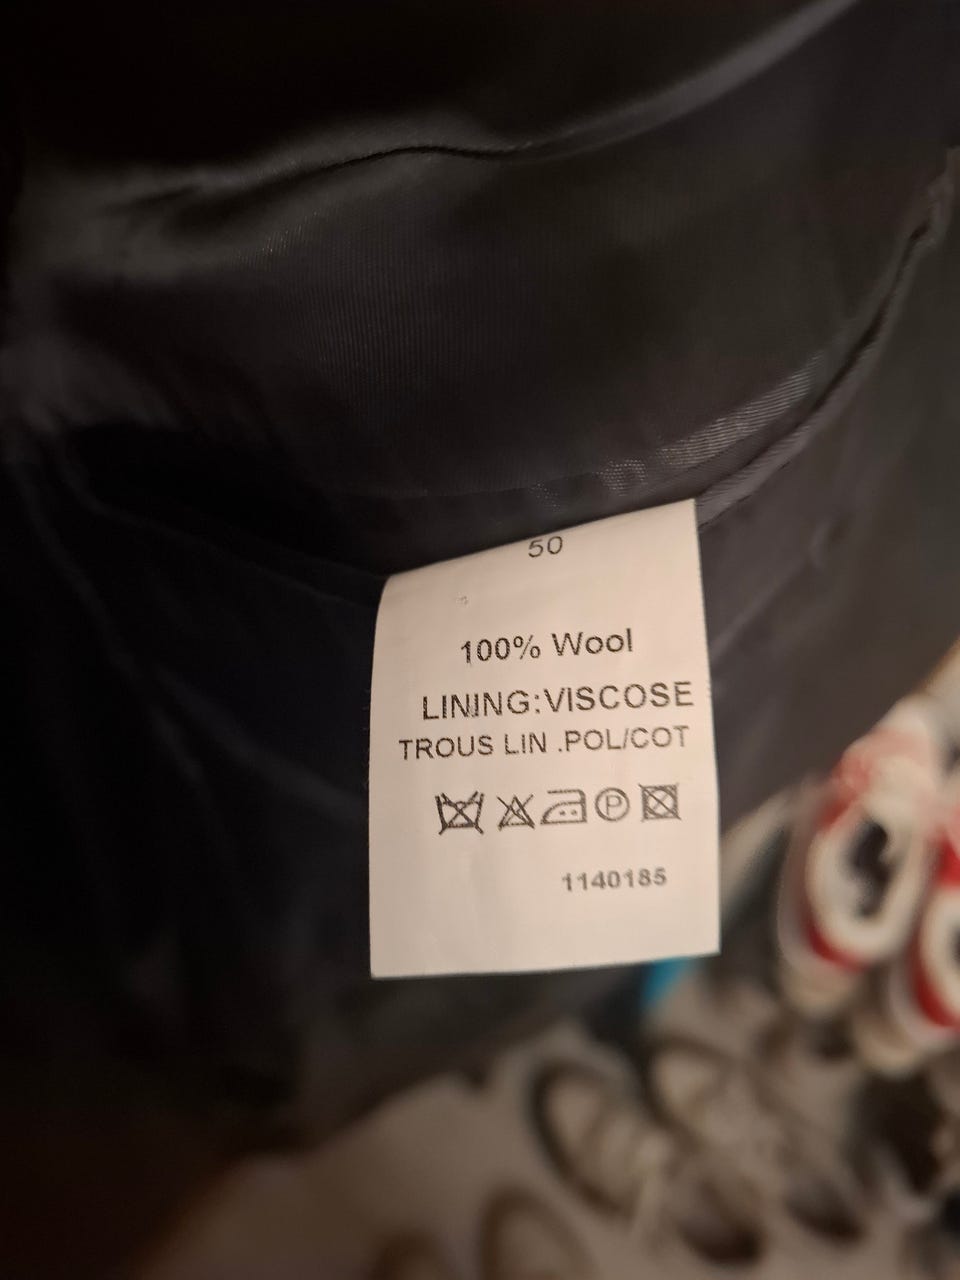 50
100% Wool
LINING:VISCOSE
TROUS LIN .POL/COT
P
1140185